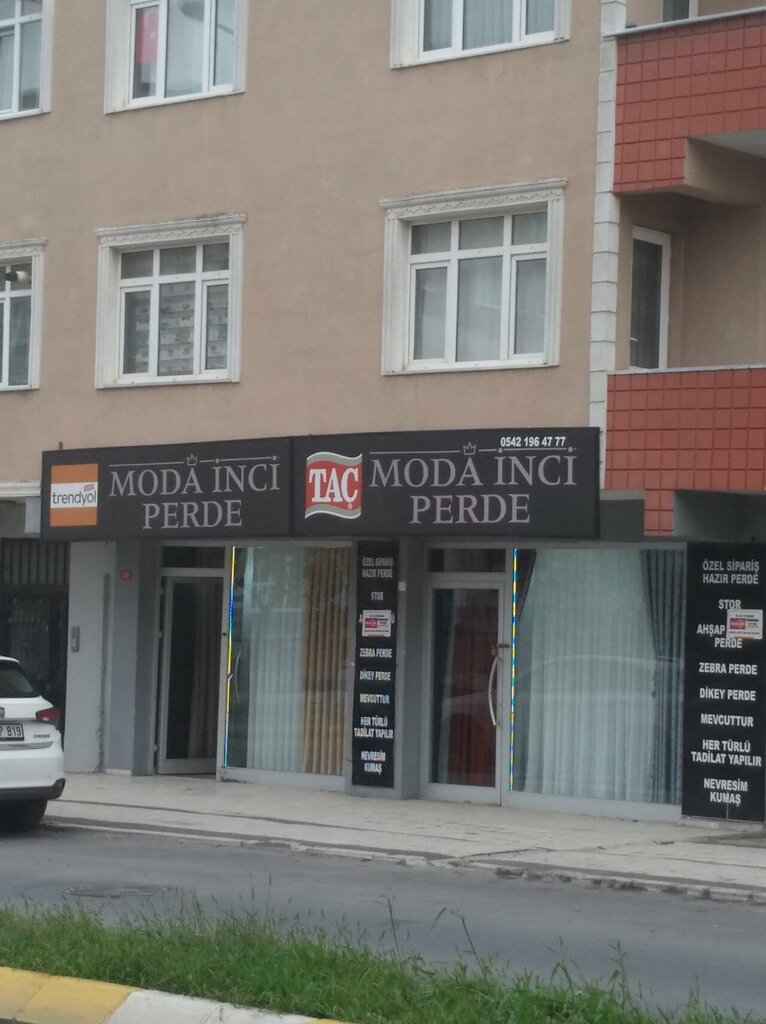 trendyol
MODA İNCİ
PERDE
TAÇ
0542 196 47 77
MODA İNCİ
PERDE
ÖZEL SİPARİŞ
HAZIR PERDE
STOR
ZEBRA PERDE
DİKEY PERDE
MEVCUTTUR
HER TÜRLÜ
TADİLAT YAPILIR
NEVRESİM
KUMAŞ
ÖZEL SİPARİŞ
HAZIR PERDE
STOR
AHŞAP
PERDE
ZEBRA PERDE
DİKEY PERDE
MEVCUTTUR
HER TÜRLÜ
TADİLAT YAPILIR
NEVRESİM
KUMAŞ
819